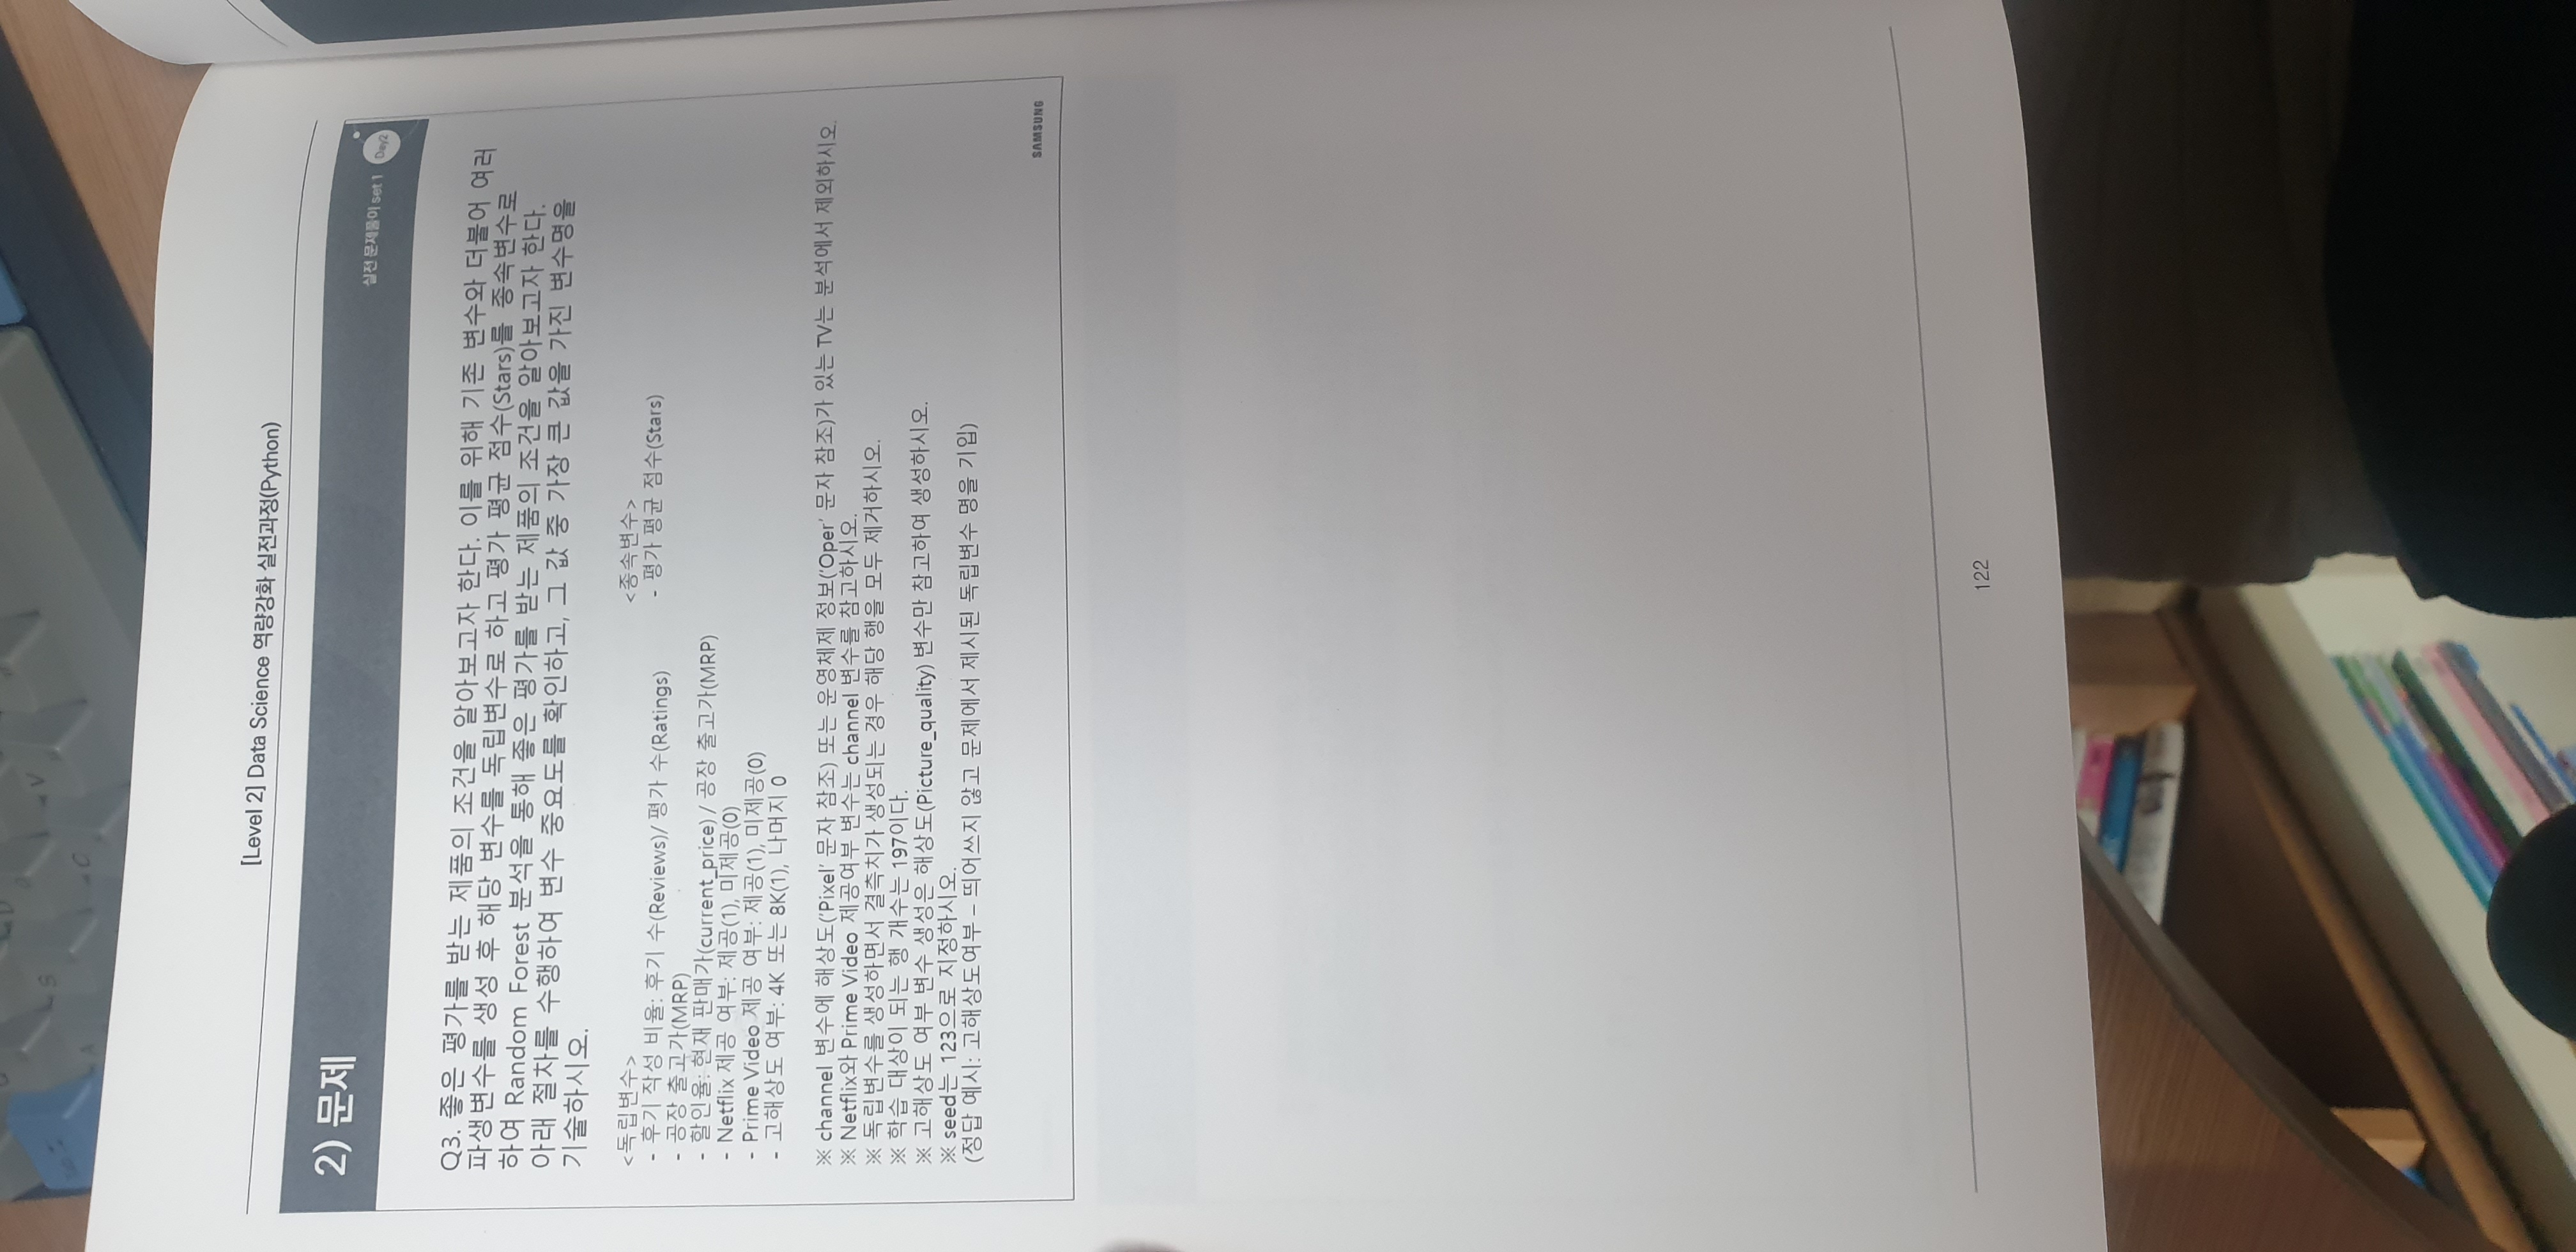 [Level 2] Data Science 역량강화 실전과정(Python)
2) 문제
실전 문제풀이 set 1
Day2
Q3. 좋은 평가를 받는 제품의 조건을 알아보고자 한다. 이를 위해 기존 변수와 더불어 여러
파생변수를 생성 후 해당 변수를 독립변수로 하고 평가 평균 점수(Stars)를 종속변수로
하여 Random Forest 분석을 통해 좋은 평가를 받는 제품의 조건을 알아보고자 한다.
아래 절차를 수행하여 변수 중요도를 확인하고, 그 값 중 가장 큰 값을 가진 변수명을
기술하시오.
<독립변수>
- 후기 작성 비율: 후기 수(Reviews)/ 평가 수(Ratings)
- 공장 출고가(MRP)
- 할인율: 현재 판매가(current_price) / 공장 출고가(MRP)
- Netflix 제공 여부: 제공(1), 미제공(0)
- Prime Video 제공 여부: 제공(1), 미제공(0)
- 고해상도 여부: 4K 또는 8K(1), 나머지 0
<종속변수>
- 평가 평균 점수(Stars)
※ channel 변수에 해상도('Pixel' 문자 참조) 또는 운영체제 정보('Oper' 문자 참조)가 있는 TV는 분석에서 제외하시오.
※ Netflix와 Prime Video 제공여부 변수는 channel 변수를 참고하시오.
※ 독립변수를 생성하면서 결측치가 생성되는 경우 해당 행을 모두 제거하시오.
※ 학습 대상이 되는 행 개수는 197이다.
※ 고해상도 여부 변수 생성은 해상도(Picture_quality) 변수만 참고하여 생성하시오.
※ seed는 123으로 지정하시오.
(정답 예시: 고해상도여부 – 띄어쓰지 않고 문제에서 제시된 독립변수 명을 기입)
SAMSUNG
122